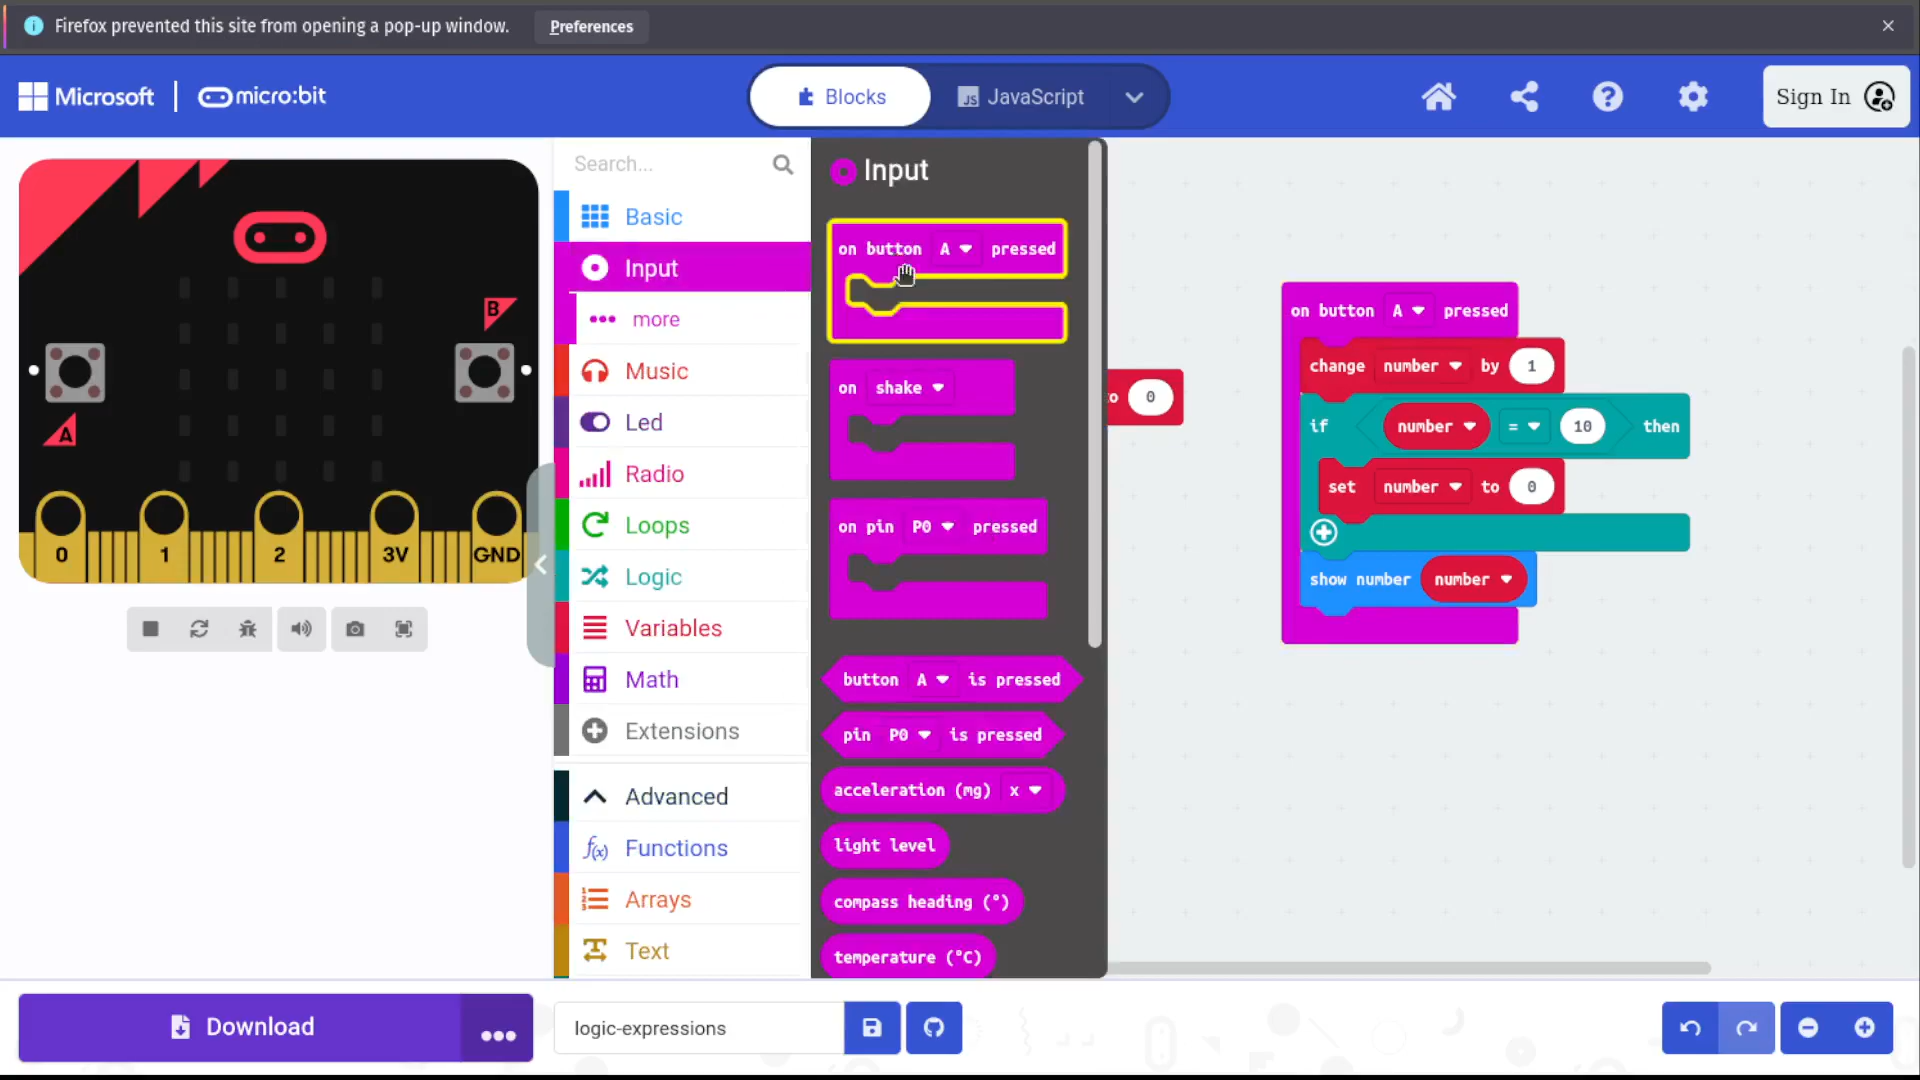 Firefox prevented this site from opening a pop-up window. Preferences
Microsoft micro:bit
Blocks
JS JavaScript
Sign In
B
A
0 1 2 3V GND
Download
Search...
Basic
Input
more
Music
Led
Radio
Loops
Logic
Variables
Math
Extensions
Advanced
f(x) Functions
Arrays
Text
Input
on button A pressed
on shake
on pin P0 pressed
button A is pressed
pin P0 is pressed
acceleration (mg) x
light level
compass heading (°)
temperature (°C)
o 0
on button A pressed
change number by 1
if number = 10 then
set number to 0
show number number
logic-expressions